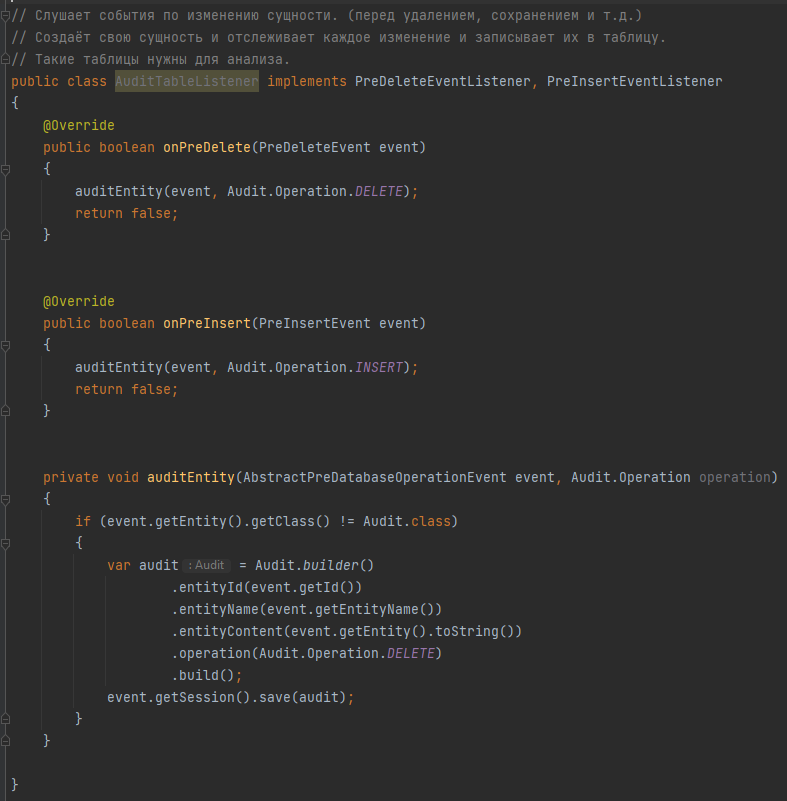 // Слушает события по изменению сущности. (перед удалением, сохранением и т.д.)
// Создаёт свою сущность и отслеживает каждое изменение и записывает их в таблицу.
// Такие таблицы нужны для анализа.
public class AuditTableListener implements PreDeleteEventListener, PreInsertEventListener
{
    @Override
    public boolean onPreDelete(PreDeleteEvent event)
    {
        auditEntity(event, Audit.Operation.DELETE);
        return false;
    }
    @Override
    public boolean onPreInsert(PreInsertEvent event)
    {
        auditEntity(event, Audit.Operation.INSERT);
        return false;
    }
    private void auditEntity(AbstractPreDatabaseOperationEvent event, Audit.Operation operation)
    {
        if (event.getEntity().getClass() != Audit.class)
        {
            var audit : Audit = Audit.builder()
                    .entityId(event.getId())
                    .entityName(event.getEntityName())
                    .entityContent(event.getEntity().toString())
                    .operation(Audit.Operation.DELETE)
                    .build();
            event.getSession().save(audit);
        }
    }
}